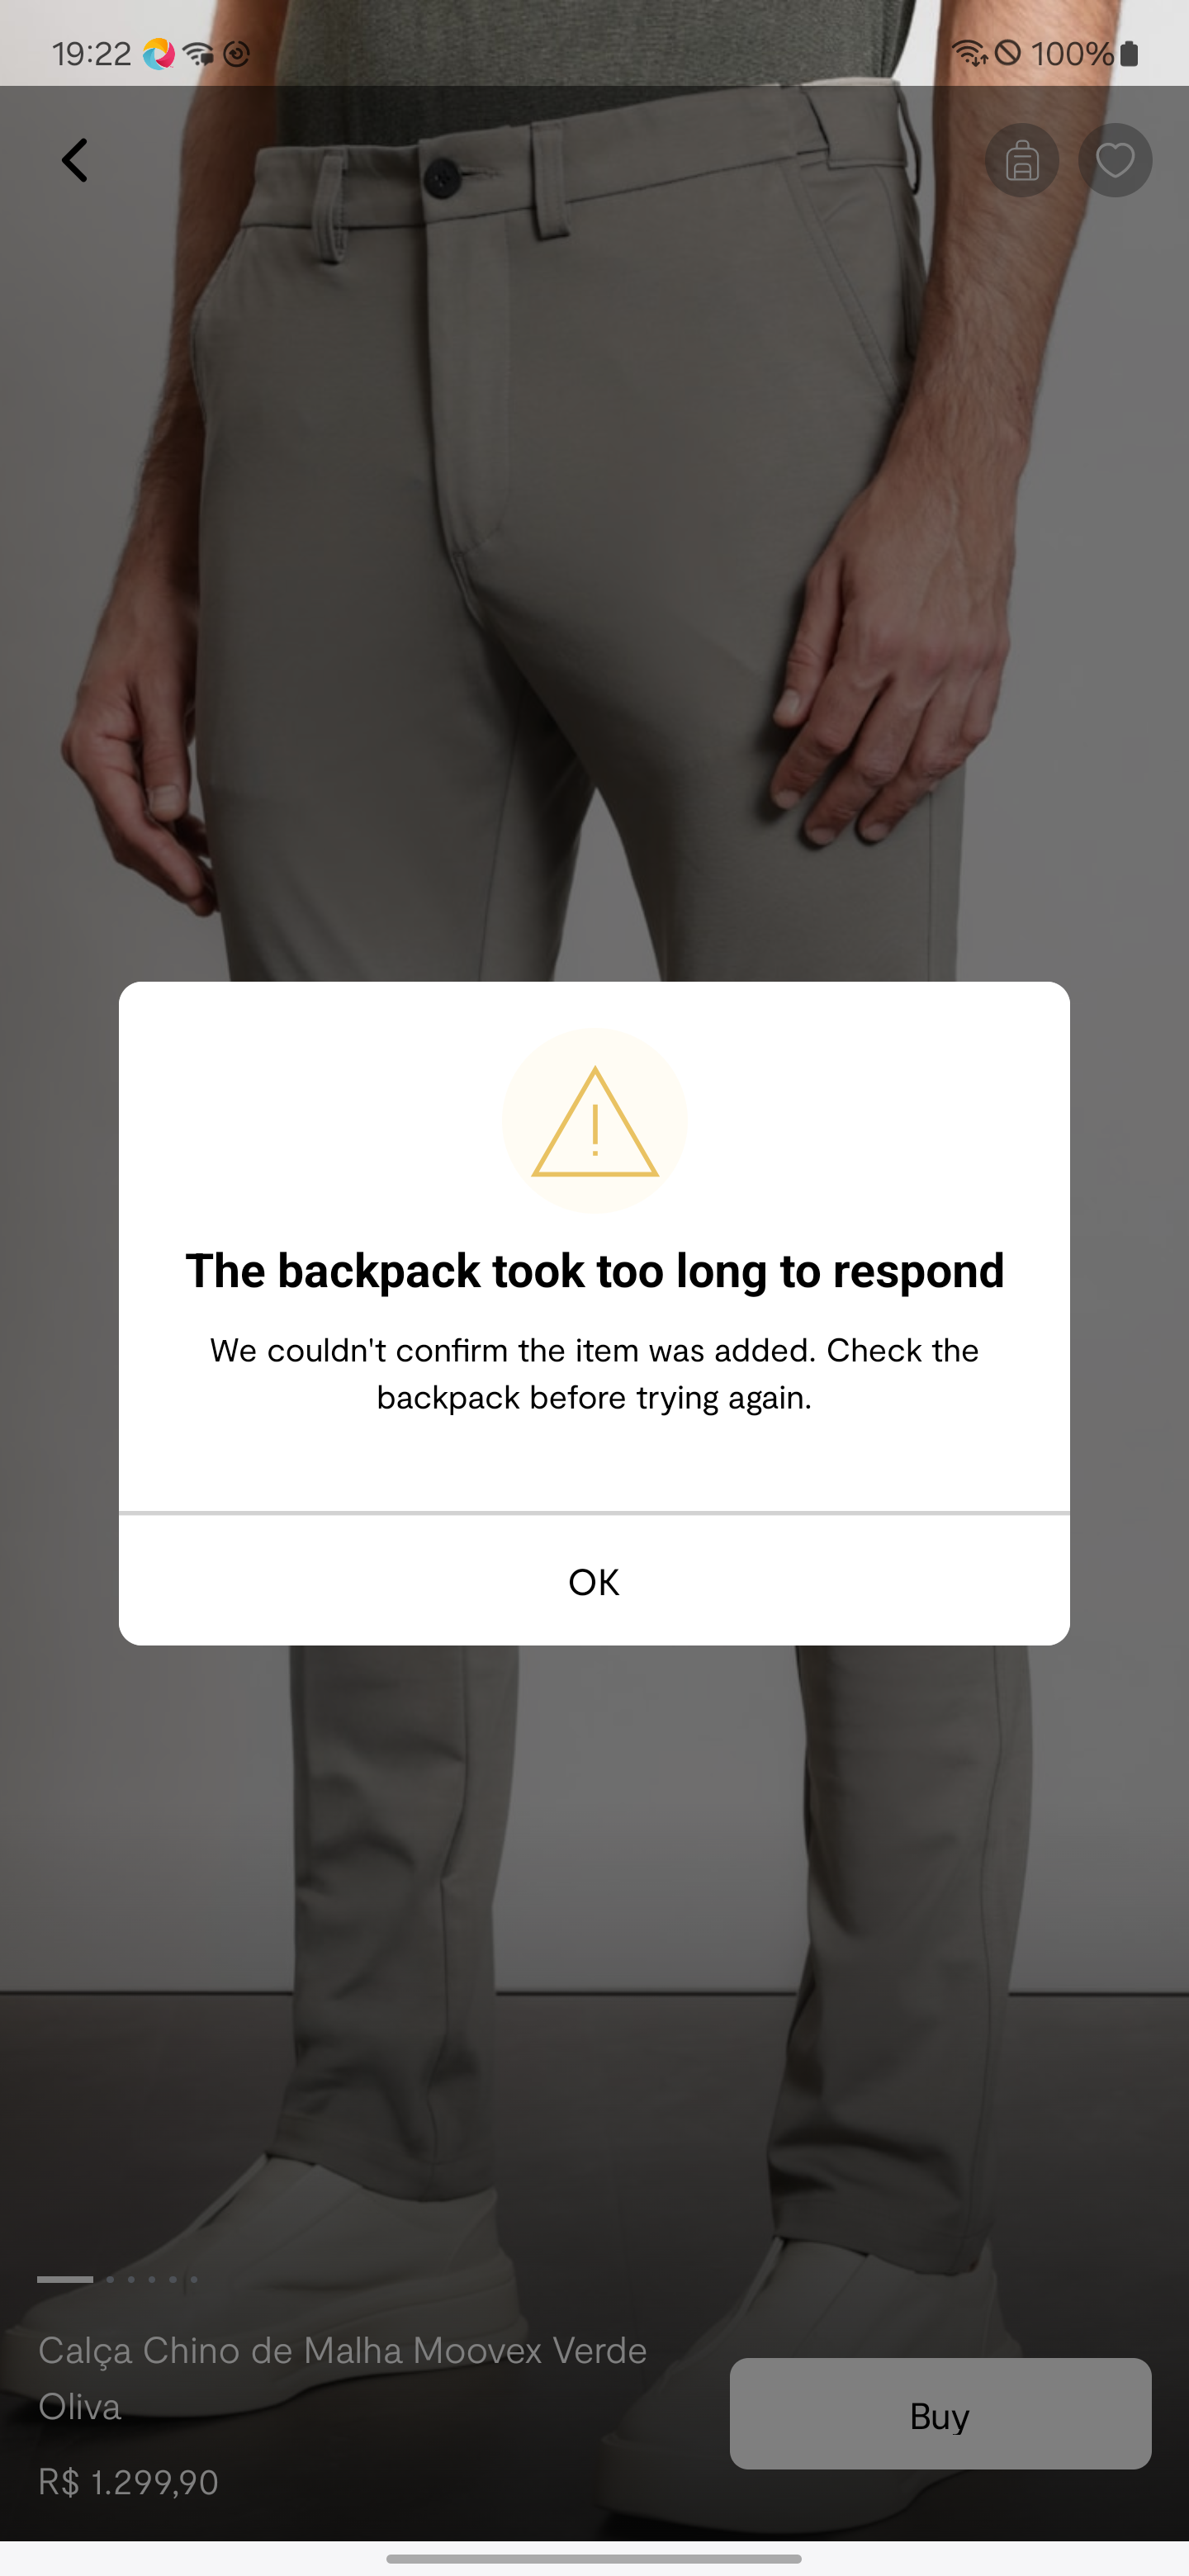 19:22
100%
The backpack took too long to respond
We couldn't confirm the item was added. Check the
backpack before trying again.
OK
Calça Chino de Malha Moovex Verde
Oliva
Buy
R$ 1.299,90